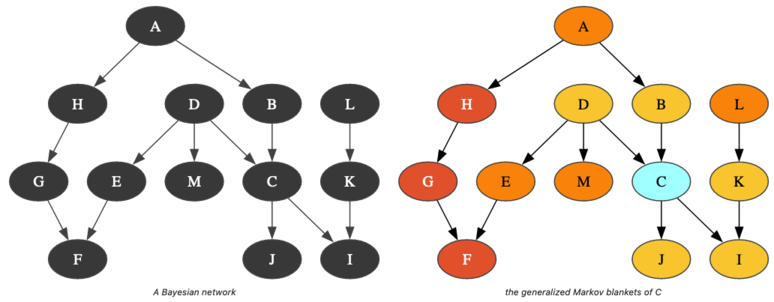 A
H D B L
G E M C K
F J I
A Bayesian network
A
H D B L
G E M C K
F J I
the generalized Markov blankets of C